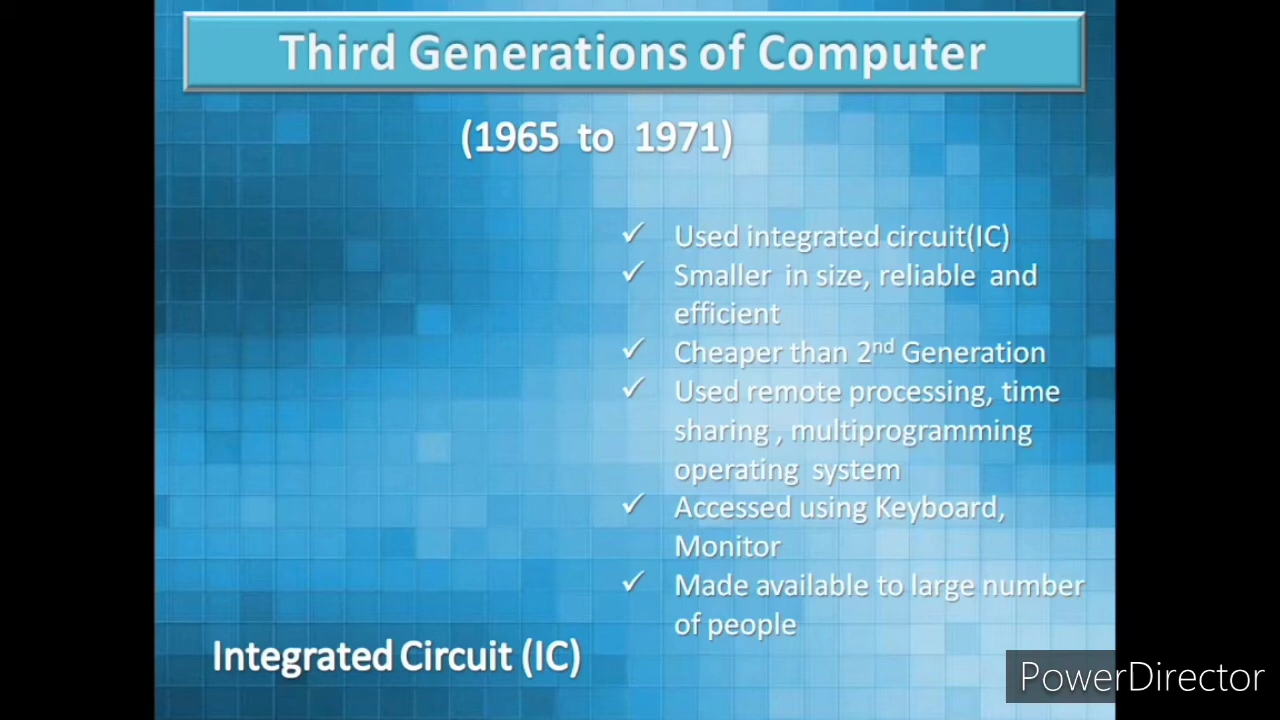 Third Generations of Computer
(1965 to 1971)
✓ Used integrated circuit(IC)
✓ Smaller in size, reliable and
efficient
✓ Cheaper than 2nd Generation
✓ Used remote processing, time
sharing , multiprogramming
operating system
✓ Accessed using Keyboard,
Monitor
✓ Made available to large number
of people
Integrated Circuit (IC)
PowerDirector